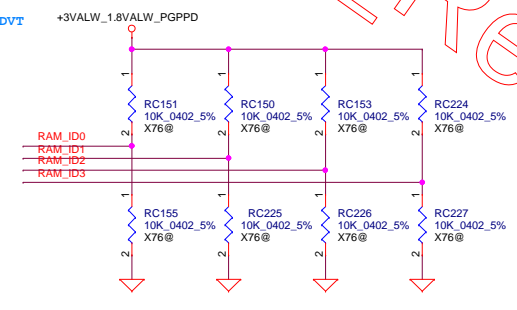 DVT
+3VALW_1.8VALW_PGPPD
1
1
1
1
RC151
10K_0402_5%
X76@
RC150
10K_0402_5%
X76@
RC153
10K_0402_5%
X76@
RC224
10K_0402_5%
X76@
2
2
2
2
RAM_ID0
RAM_ID1
RAM_ID2
RAM_ID3
1
1
1
1
RC155
10K_0402_5%
X76@
RC225
10K_0402_5%
X76@
RC226
10K_0402_5%
X76@
RC227
10K_0402_5%
X76@
2
2
2
2